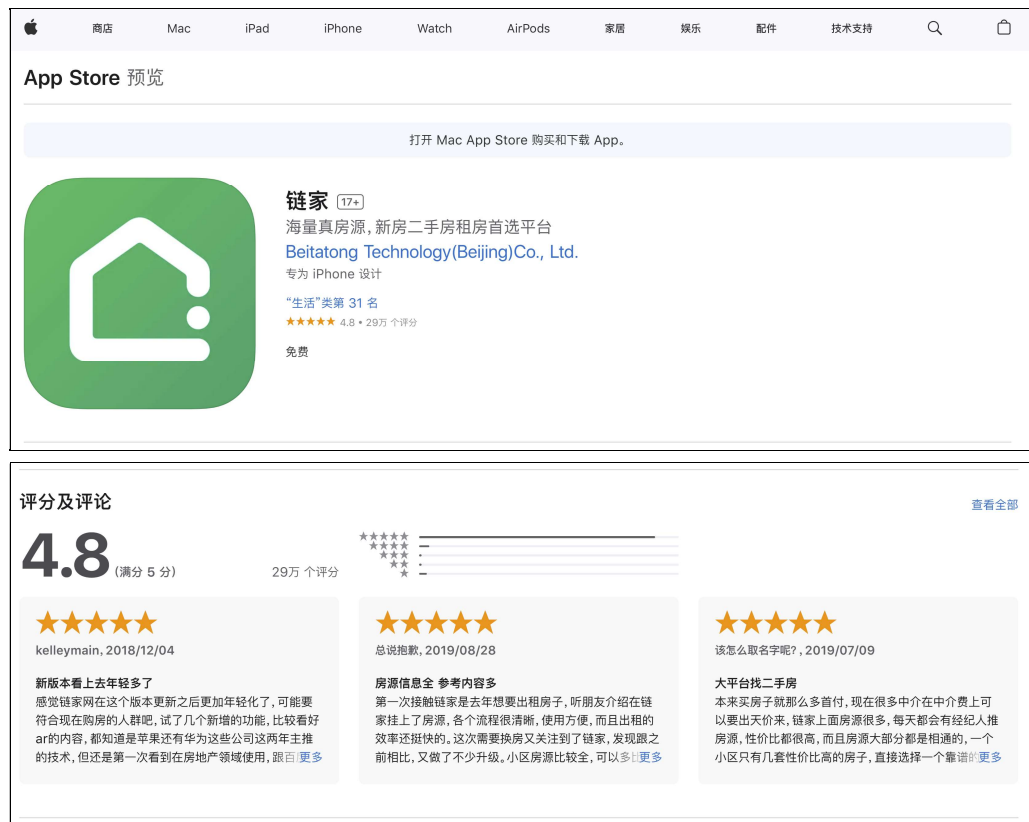 商店 Mac iPad iPhone Watch AirPods 家居 娱乐 配件 技术支持
App Store 预览
打开 Mac App Store 购买和下载 App。
链家 17+
海量真房源，新房二手房租房首选平台
Beitatong Technology(Beijing)Co., Ltd.
专为 iPhone 设计
“生活”类第 31 名
★★★★★ 4.8 • 29万 个评分
免费
评分及评论 查看全部
4.8 (满分 5 分) 29万 个评分
kelleymain, 2018/12/04
新版本看上去年轻多了
感觉链家网在这个版本更新之后更加年轻化了，可能要
符合现在购房的人群吧，试了几个新增的功能，比较看好
ar的内容，都知道是苹果还有华为这些公司这两年主推
的技术，但还是第一次看到在房地产领域使用，跟百更多
总说抱歉, 2019/08/28
房源信息全 参考内容多
第一次接触链家是去年想要出租房子，听朋友介绍在链
家挂上了房源，各个流程很清晰，使用方便，而且出租的
效率还挺快的。这次需要换房又关注到了链家，发现跟之
前相比，又做了不少升级。小区房源比较全，可以多更多
该怎么取名字呢？, 2019/07/09
大平台找二手房
本来买房子就那么多首付，现在很多中介在中介费上可
以要出天价来，链家上面房源很多，每天都会有经纪人推
房源，性价比都很高，而且房源大部分都是相通的，一个
小区只有几套性价比高的房子，直接选择一个靠谱的更多